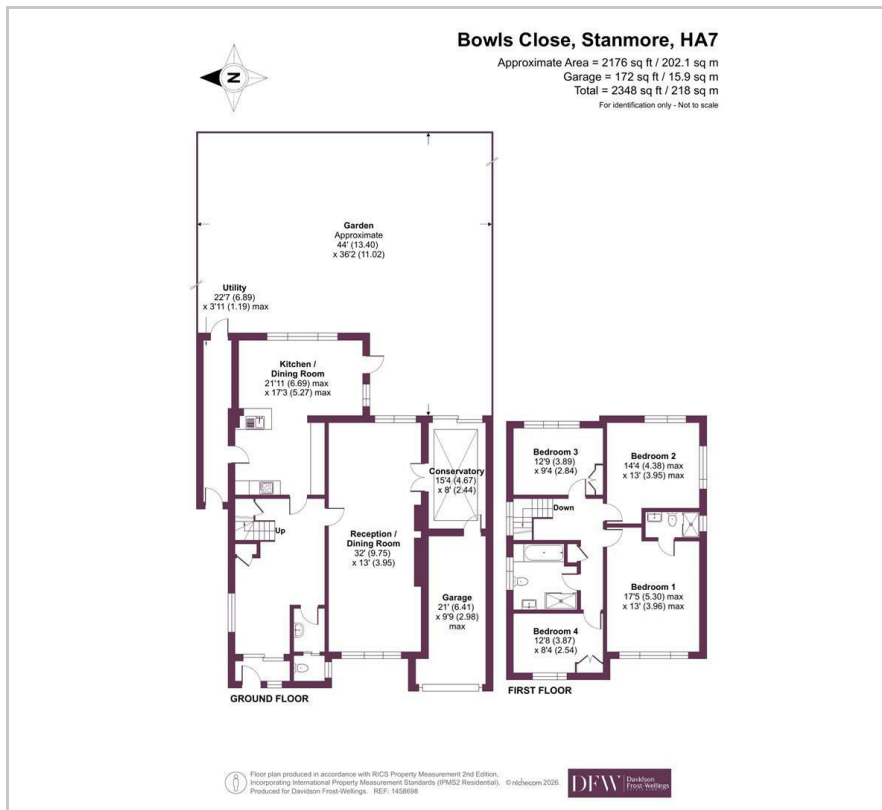 Bowls Close, Stanmore, HA7
Approximate Area = 2176 sq ft / 202.1 sq m
Garage = 172 sq ft / 15.9 sq m
Total = 2348 sq ft / 218 sq m
For identification only - Not to scale
N
Garden
Approximate
44' (13.40)
x 36'2 (11.02)
Utility
22'7 (6.89)
x 3'11 (1.19) max
Kitchen /
Dining Room
21'11 (6.69) max
x 17'3 (5.27) max
Conservatory
15'4 (4.67)
x 8' (2.44)
Up
Reception /
Dining Room
32' (9.75)
x 13' (3.95)
Garage
21' (6.41)
x 9'9 (2.98)
max
GROUND FLOOR
Bedroom 3
12'9 (3.89)
x 9'4 (2.84)
Bedroom 2
14'4 (4.38) max
x 13' (3.95) max
Down
Bedroom 1
17'5 (5.30) max
x 13' (3.96) max
Bedroom 4
12'8 (3.87)
x 8'4 (2.54)
FIRST FLOOR
Floor plan produced in accordance with RICS Property Measurement 2nd Edition.
Incorporating International Property Measurement Standards (IPMS2 Residential). © nichecom 2026.
Produced for Davidson Frost-Wellings. REF: 1458698
DFW Davidson
Frost-Wellings